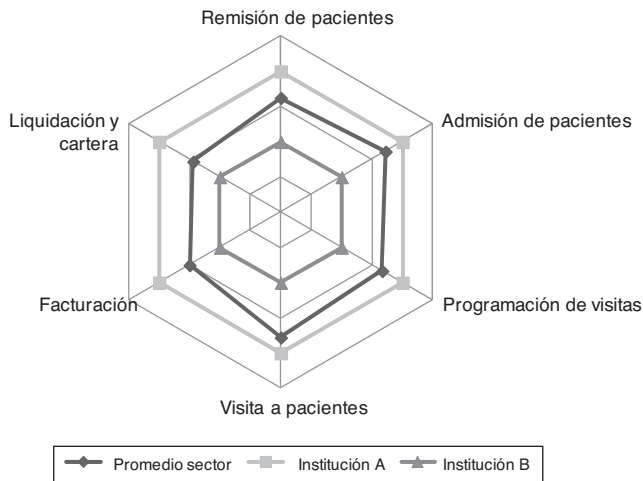 Remisión de pacientes
Liquidación y
cartera
Admisión de pacientes
Facturación
Programación de visitas
Visita a pacientes
Promedio sector
Institución A
Institución B